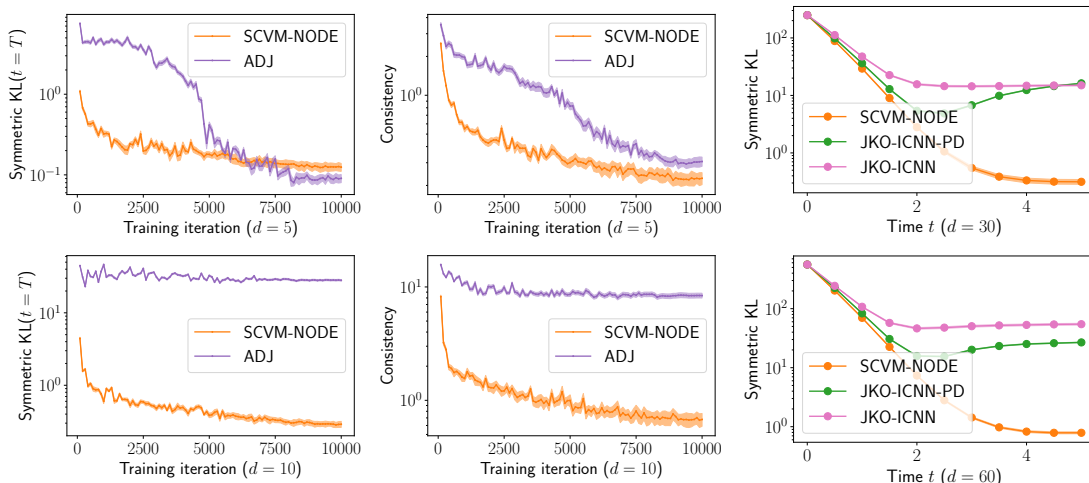 Symmetric KL(t = T)
10^0
10^-1
SCVM-NODE
ADJ
0 2500 5000 7500 10000
Training iteration (d = 5)
Consistency
10^0
SCVM-NODE
ADJ
0 2500 5000 7500 10000
Training iteration (d = 5)
Symmetric KL
10^2
10^1
10^0
SCVM-NODE
JKO-ICNN-PD
JKO-ICNN
0 2 4
Time t (d = 30)
Symmetric KL(t = T)
10^1
10^0
SCVM-NODE
ADJ
0 2500 5000 7500 10000
Training iteration (d = 10)
Consistency
10^1
10^0
SCVM-NODE
ADJ
0 2500 5000 7500 10000
Training iteration (d = 10)
Symmetric KL
10^2
10^1
10^0
SCVM-NODE
JKO-ICNN-PD
JKO-ICNN
0 2 4
Time t (d = 60)